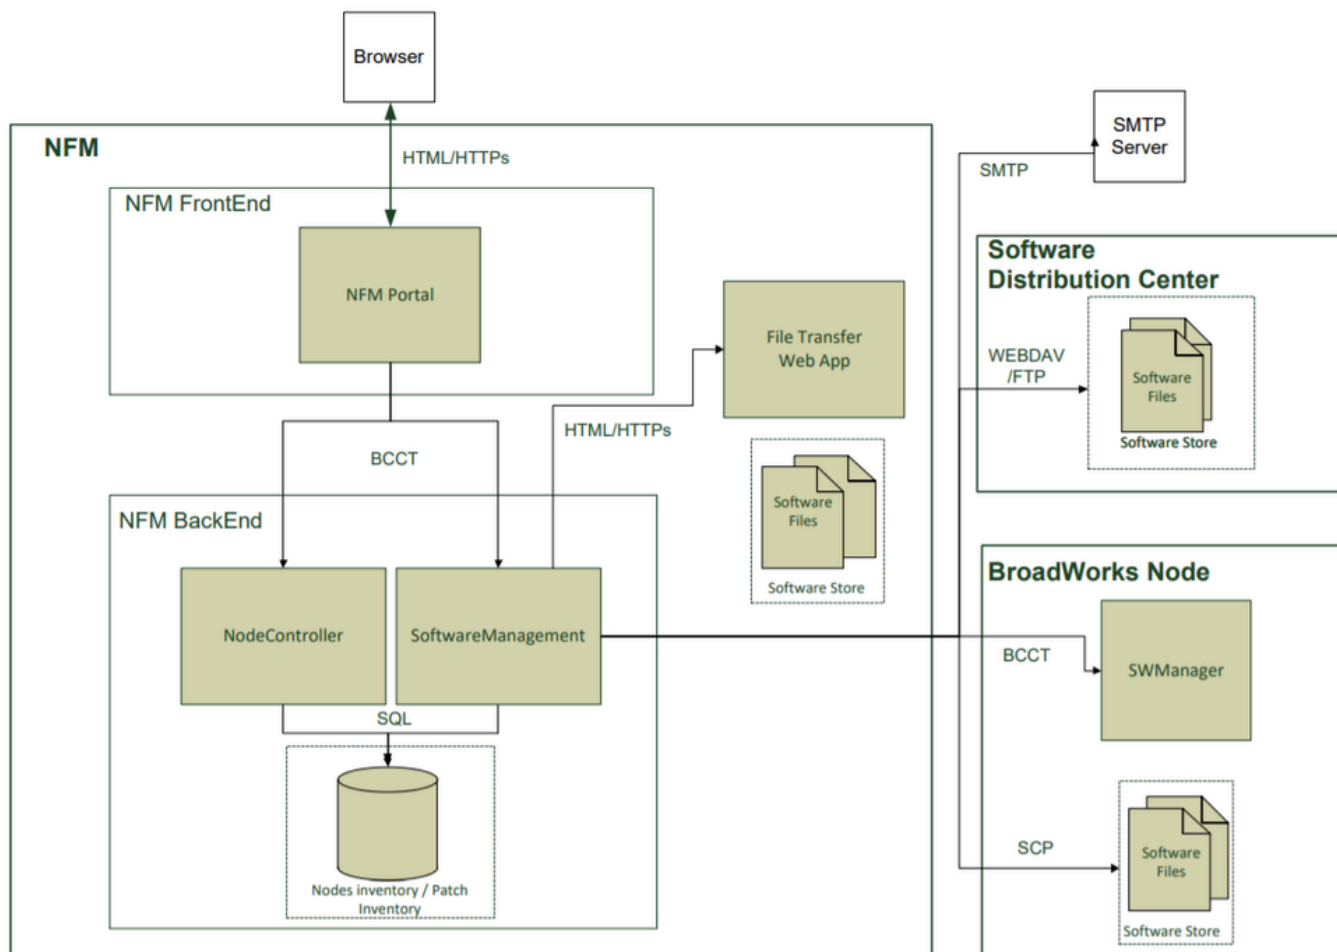 Browser
NFM
HTML/HTTPs
SMTP
Server
SMTP
NFM FrontEnd
NFM Portal
Software
Distribution Center
File Transfer
Web App
WEBDAV
/FTP
Software
Files
Software Store
HTML/HTTPs
BCCT
Software
Files
Software Store
NFM BackEnd
NodeController
SoftwareManagement
BroadWorks Node
BCCT
SWManager
SQL
Nodes inventory / Patch
Inventory
SCP
Software
Files
Software Store